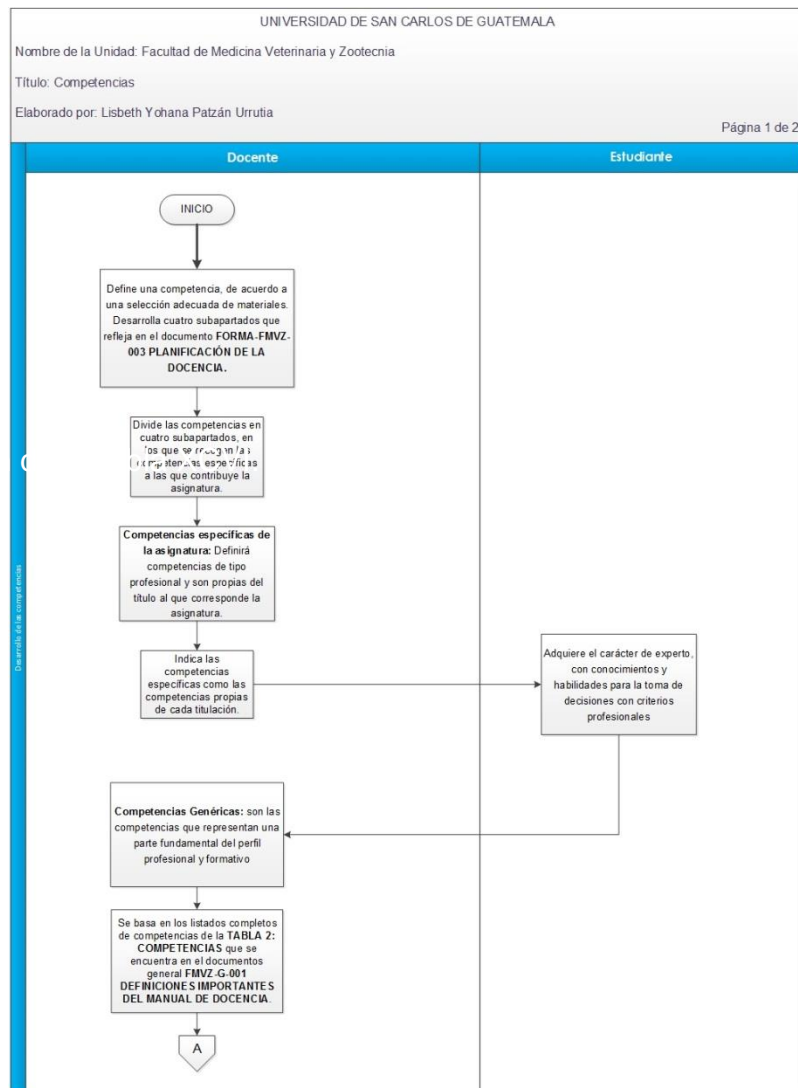 UNIVERSIDAD DE SAN CARLOS DE GUATEMALA
Nombre de la Unidad: Facultad de Medicina Veterinaria y Zootecnia
Título: Competencias
Elaborado por: Lisbeth Yohana Patzán Urrutia
Página 1 de 2
Docente
Estudiante
Desarrollo de las competencias
INICIO
Define una competencia, de acuerdo a
una selección adecuada de materiales.
Desarrolla cuatro subapartados que
refleja en el documento FORMA-FMVZ-
003 PLANIFICACIÓN DE LA
DOCENCIA.
Divide las competencias en
cuatro subapartados, en
los que se recogen las
competencias específicas
a las que contribuye la
asignatura.
Competencias especificas de
la asignatura: Definirá
competencias de tipo
profesional y son propias del
título al que corresponde la
asignatura.
Indica las
competencias
específicas como las
competencias propias
de cada titulación.
Adquiere el carácter de experto,
con conocimientos y
habilidades para la toma de
decisiones con criterios
profesionales
Competencias Genéricas: son las
competencias que representan una
parte fundamental del perfil
profesional y formativo
Se basa en los listados completos
de competencias de la TABLA 2:
COMPETENCIAS que se
encuentra en el documentos
general FMVZ-G-001
DEFINICIONES IMPORTANTES
DEL MANUAL DE DOCENCIA.
A